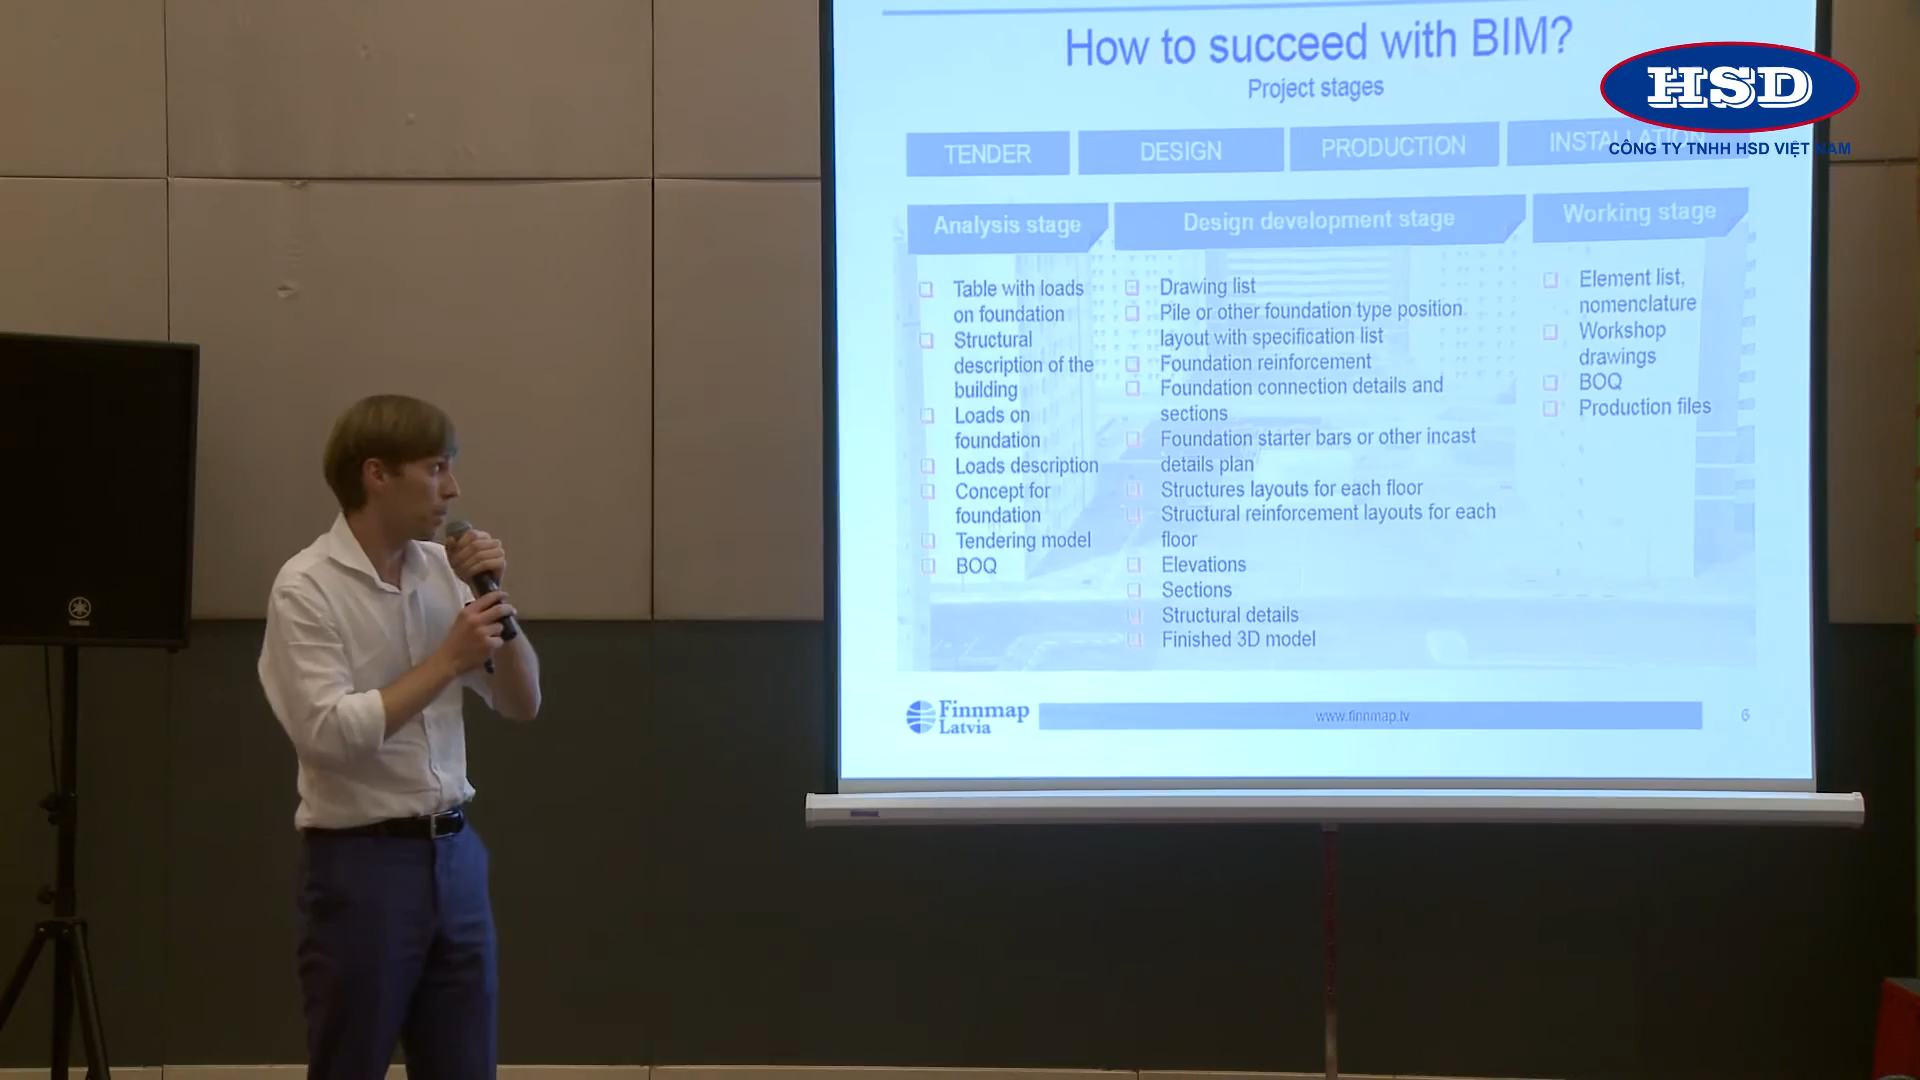 How to succeed with BIM?
Project stages
HSD
CÔNG TY TNHH HSD VIỆT NAM
TENDER
DESIGN
PRODUCTION
INSTALLATION
Analysis stage
Table with loads
on foundation
Structural
description of the
building
Loads on
foundation
Loads description
Concept for
foundation
Tendering model
BOQ
Design development stage
Drawing list
Pile or other foundation type position
layout with specification list
Foundation reinforcement
Foundation connection details and
sections
Foundation starter bars or other incast
details plan
Structures layouts for each floor
Structural reinforcement layouts for each
floor
Elevations
Sections
Structural details
Finished 3D model
Working stage
Element list,
nomenclature
Workshop
drawings
BOQ
Production files
Finnmap
Latvia
www.finnmap.lv
6
YAMAHA